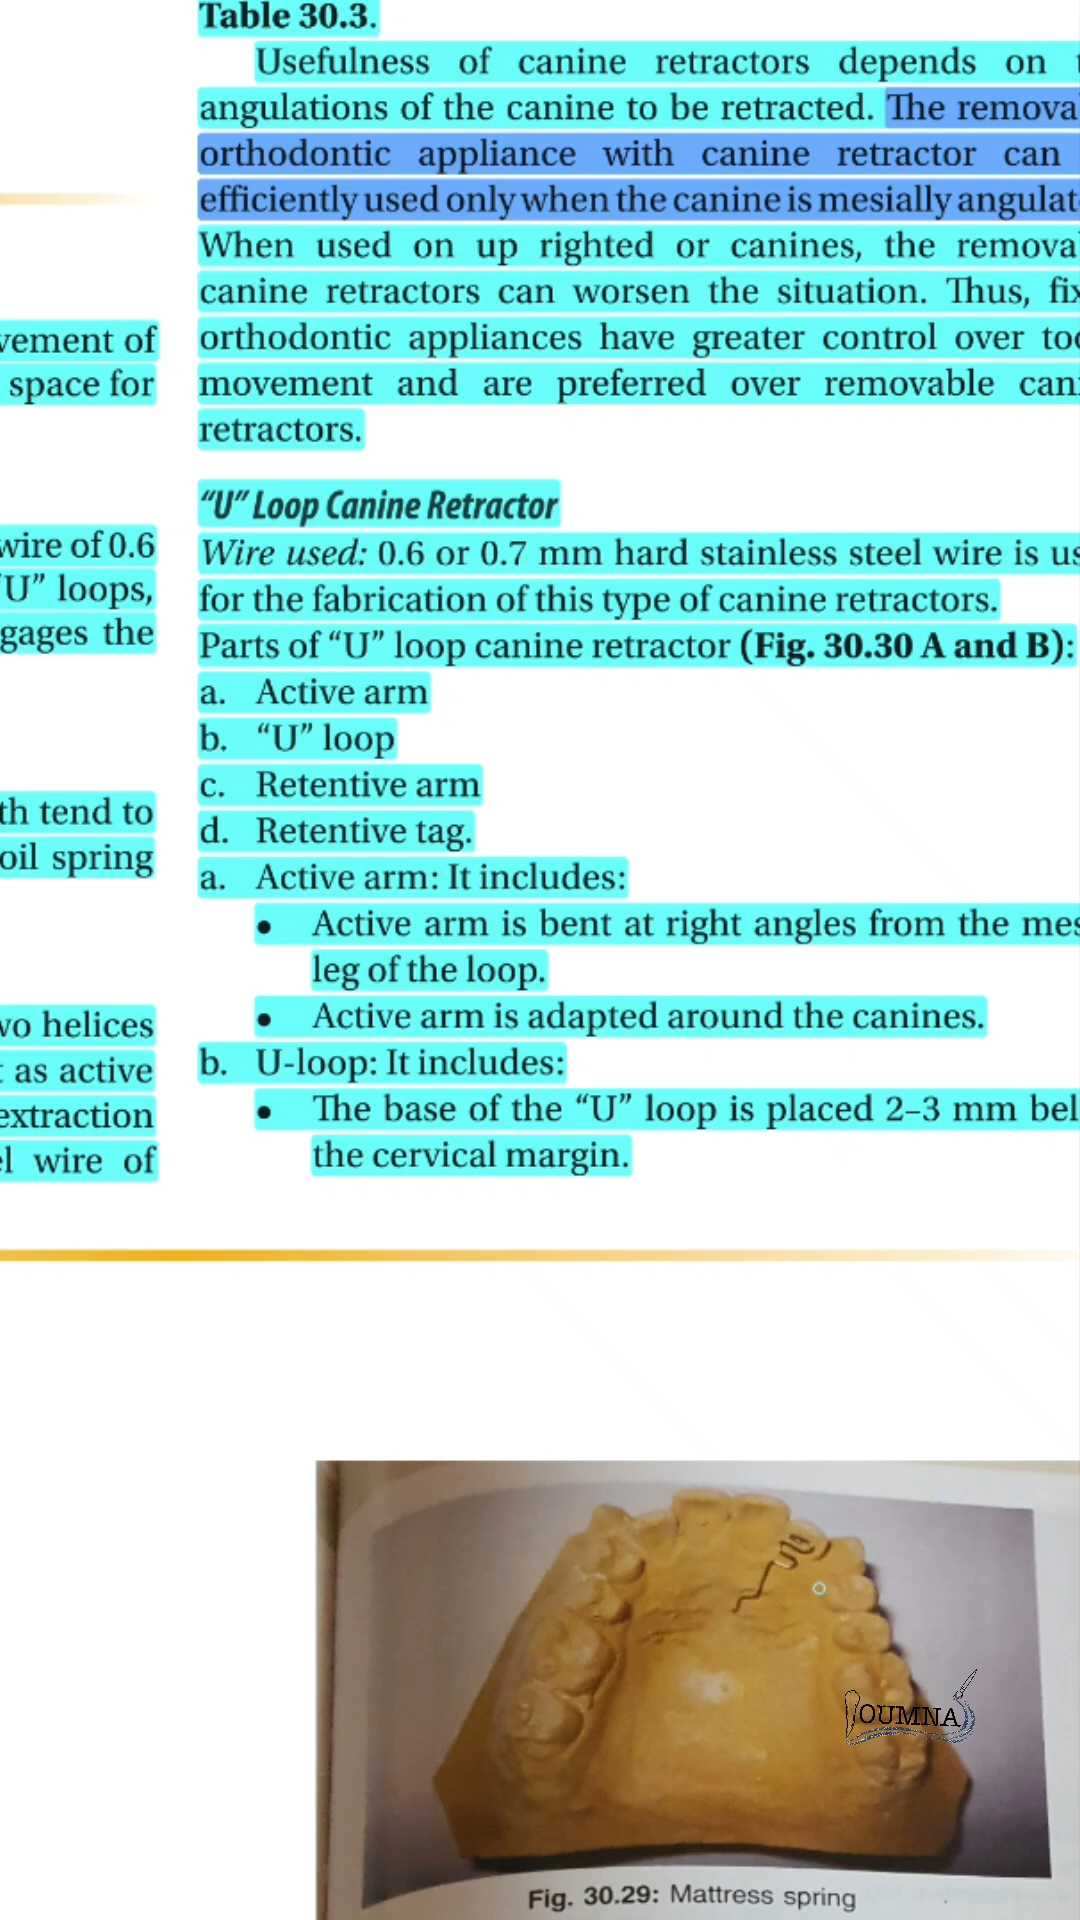 vement of
space for
wire of 0.6
"U" loops,
gages the
th tend to
oil spring
vo helices
as active
extraction
el wire of
Table 30.3.
Usefulness of canine retractors depends on
angulations of the canine to be retracted. The remova
orthodontic appliance with canine retractor can
efficiently used only when the canine is mesially angulat
When used on up righted or canines, the remova
canine retractors can worsen the situation. Thus, fix
orthodontic appliances have greater control over too
movement and are preferred over removable cani
retractors.
"U" Loop Canine Retractor
Wire used: 0.6 or 0.7 mm hard stainless steel wire is us
for the fabrication of this type of canine retractors.
Parts of "U" loop canine retractor (Fig. 30.30 A and B):
a. Active arm
b. "U" loop
c. Retentive arm
d. Retentive tag.
a. Active arm: It includes:
• Active arm is bent at right angles from the mes
leg of the loop.
• Active arm is adapted around the canines.
b. U-loop: It includes:
• The base of the "U" loop is placed 2–3 mm bel
the cervical margin.
OUMNA
Fig. 30.29: Mattress spring